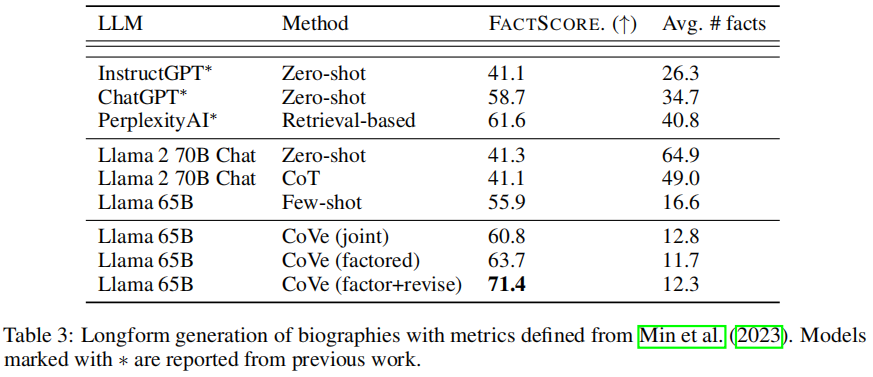 LLM Method FACTSCORE. (↑) Avg. # facts
InstructGPT* Zero-shot 41.1 26.3
ChatGPT* Zero-shot 58.7 34.7
PerplexityAI* Retrieval-based 61.6 40.8
Llama 2 70B Chat Zero-shot 41.3 64.9
Llama 2 70B Chat CoT 41.1 49.0
Llama 65B Few-shot 55.9 16.6
Llama 65B CoVe (joint) 60.8 12.8
Llama 65B CoVe (factored) 63.7 11.7
Llama 65B CoVe (factor+revise) 71.4 12.3
Table 3: Longform generation of biographies with metrics defined from Min et al. (2023). Models
marked with * are reported from previous work.